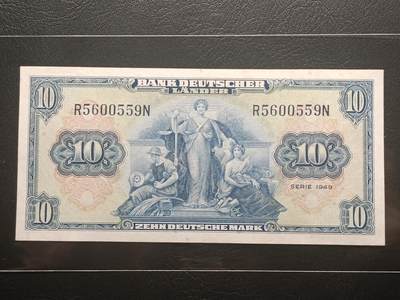 BANK DEUTSCHER
LÄNDER
10 10
R5600559N R5600559N
10 10
SERIE 1949
10 10
ZEHN DEUTSCHE MARK